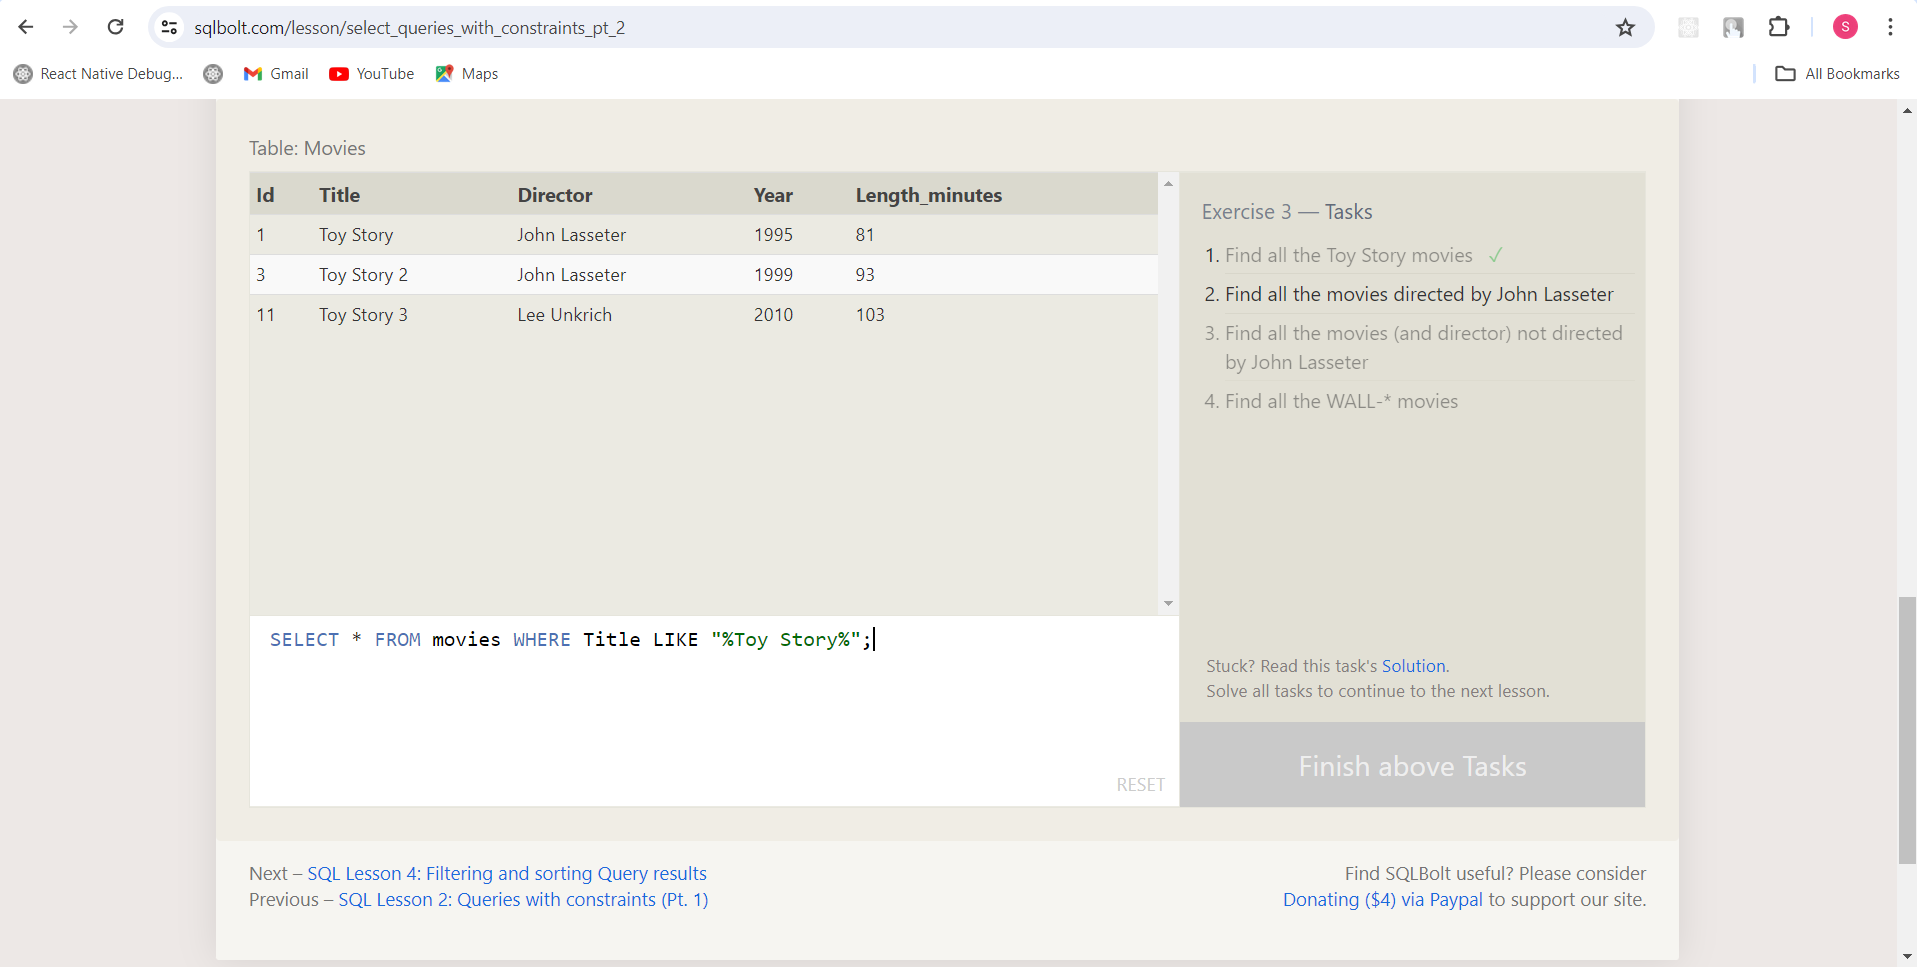 sqlbolt.com/lesson/select_queries_with_constraints_pt_2
S
React Native Debug...
Gmail
YouTube
Maps
All Bookmarks
Table: Movies
Id Title Director Year Length_minutes
1 Toy Story John Lasseter 1995 81
3 Toy Story 2 John Lasseter 1999 93
11 Toy Story 3 Lee Unkrich 2010 103
SELECT * FROM movies WHERE Title LIKE "%Toy Story%";
RESET
Exercise 3 — Tasks
1. Find all the Toy Story movies ✓
2. Find all the movies directed by John Lasseter
3. Find all the movies (and director) not directed
by John Lasseter
4. Find all the WALL-* movies
Stuck? Read this task's Solution.
Solve all tasks to continue to the next lesson.
Finish above Tasks
Next – SQL Lesson 4: Filtering and sorting Query results
Previous – SQL Lesson 2: Queries with constraints (Pt. 1)
Find SQLBolt useful? Please consider
Donating ($4) via Paypal to support our site.